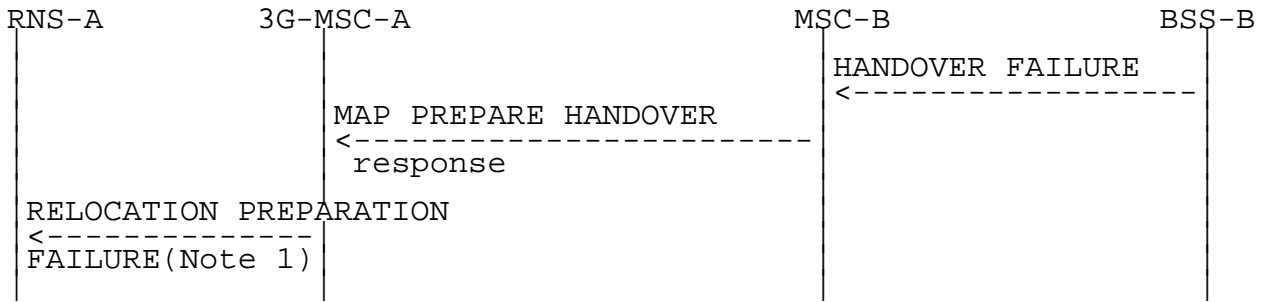 RNS-A 3G-MSC-A MSC-B BSS-B
HANDOVER FAILURE
MAP PREPARE HANDOVER
response
RELOCATION PREPARATION
FAILURE(Note 1)